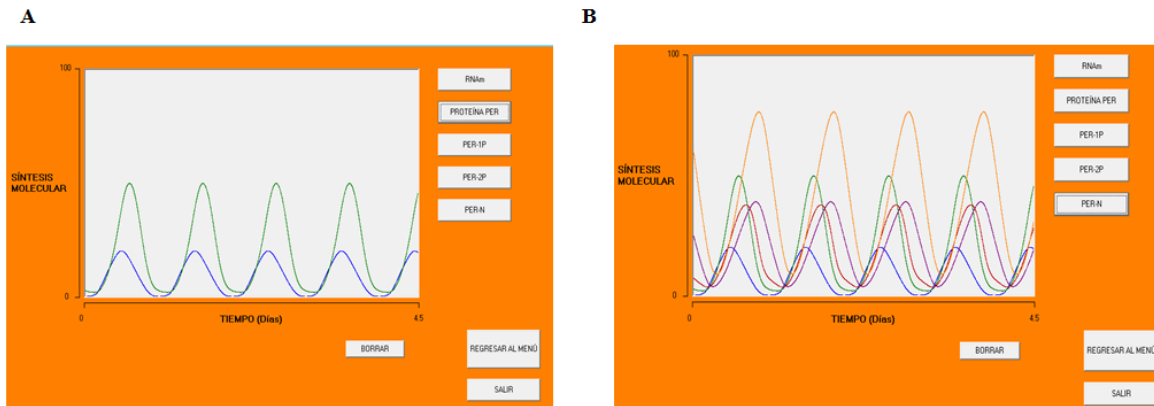 A
100
0
SÍNTESIS
MOLECULAR
0
TIEMPO (Días)
4.5
RNAm
PROTEÍNA PER
PER-1P
PER-2P
PER-N
BORRAR
REGRESAR AL MENÚ
SALIR
B
100
0
SÍNTESIS
MOLECULAR
0
TIEMPO (Días)
4.5
RNAm
PROTEÍNA PER
PER-1P
PER-2P
PER-N
BORRAR
REGRESAR AL MENÚ
SALIR